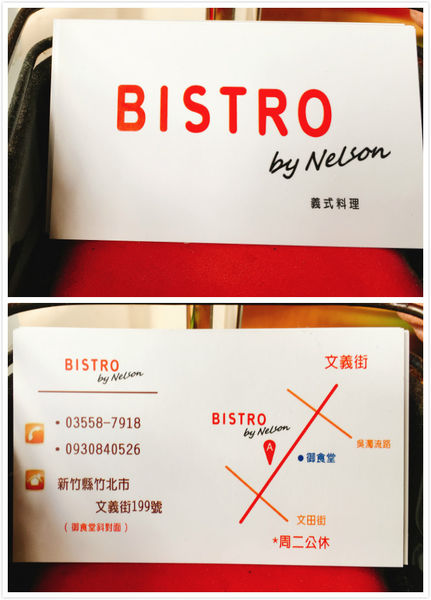 BISTRO
by Nelson
義式料理
BISTRO
by Nelson
• 03558-7918
• 0930840526
新竹縣竹北市
文義街199號
(御食堂斜對面)
文義街
BISTRO
by Nelson
A
吳濁流路
•御食堂
文田街
*周二公休